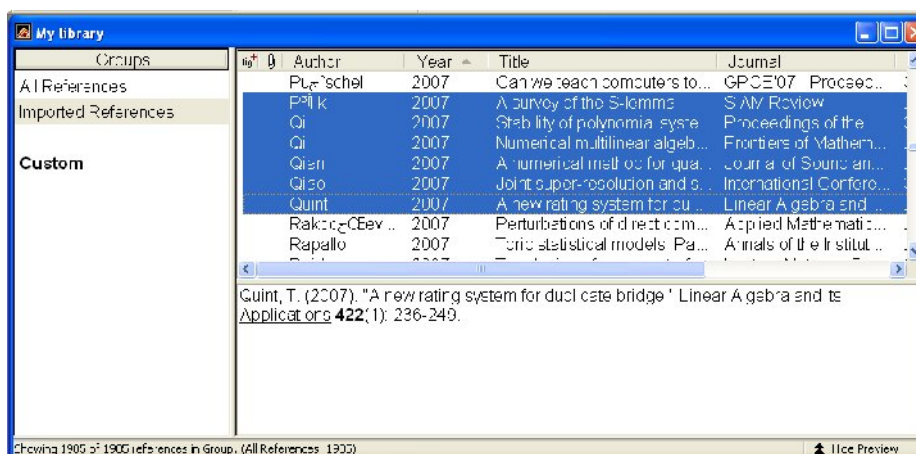 My library
Groups
Author Year Title Journal
All References
Imported References
Custom
2007 Can we teach computers to... GPCE'07 Proceed...
2007 A survey of the S-lemma SIAM Review
Qi 2007 Stability of polynomial syste... Proceedings of the ...
Qi 2007 Numerical multilinear algeb... Frontiers of Mathem...
Qian 2007 A numerical method for qua... Journal of Sound an...
Qiao 2007 Joint super-resolution and s... International Confere...
Quint 2007 A new rating system for du... Linear Algebra and ...
2007 Perturbations of direct com... Applied Mathematic...
Rapallo 2007 Toric statistical models: Pa... Annals of the Institut...
Quint, T. (2007). "A new rating system for duplicate bridge." Linear Algebra and its
Applications 422(1): 236-249.
Showing 1905 of 1905 references in Group. (All References: 1905)
Hide Preview